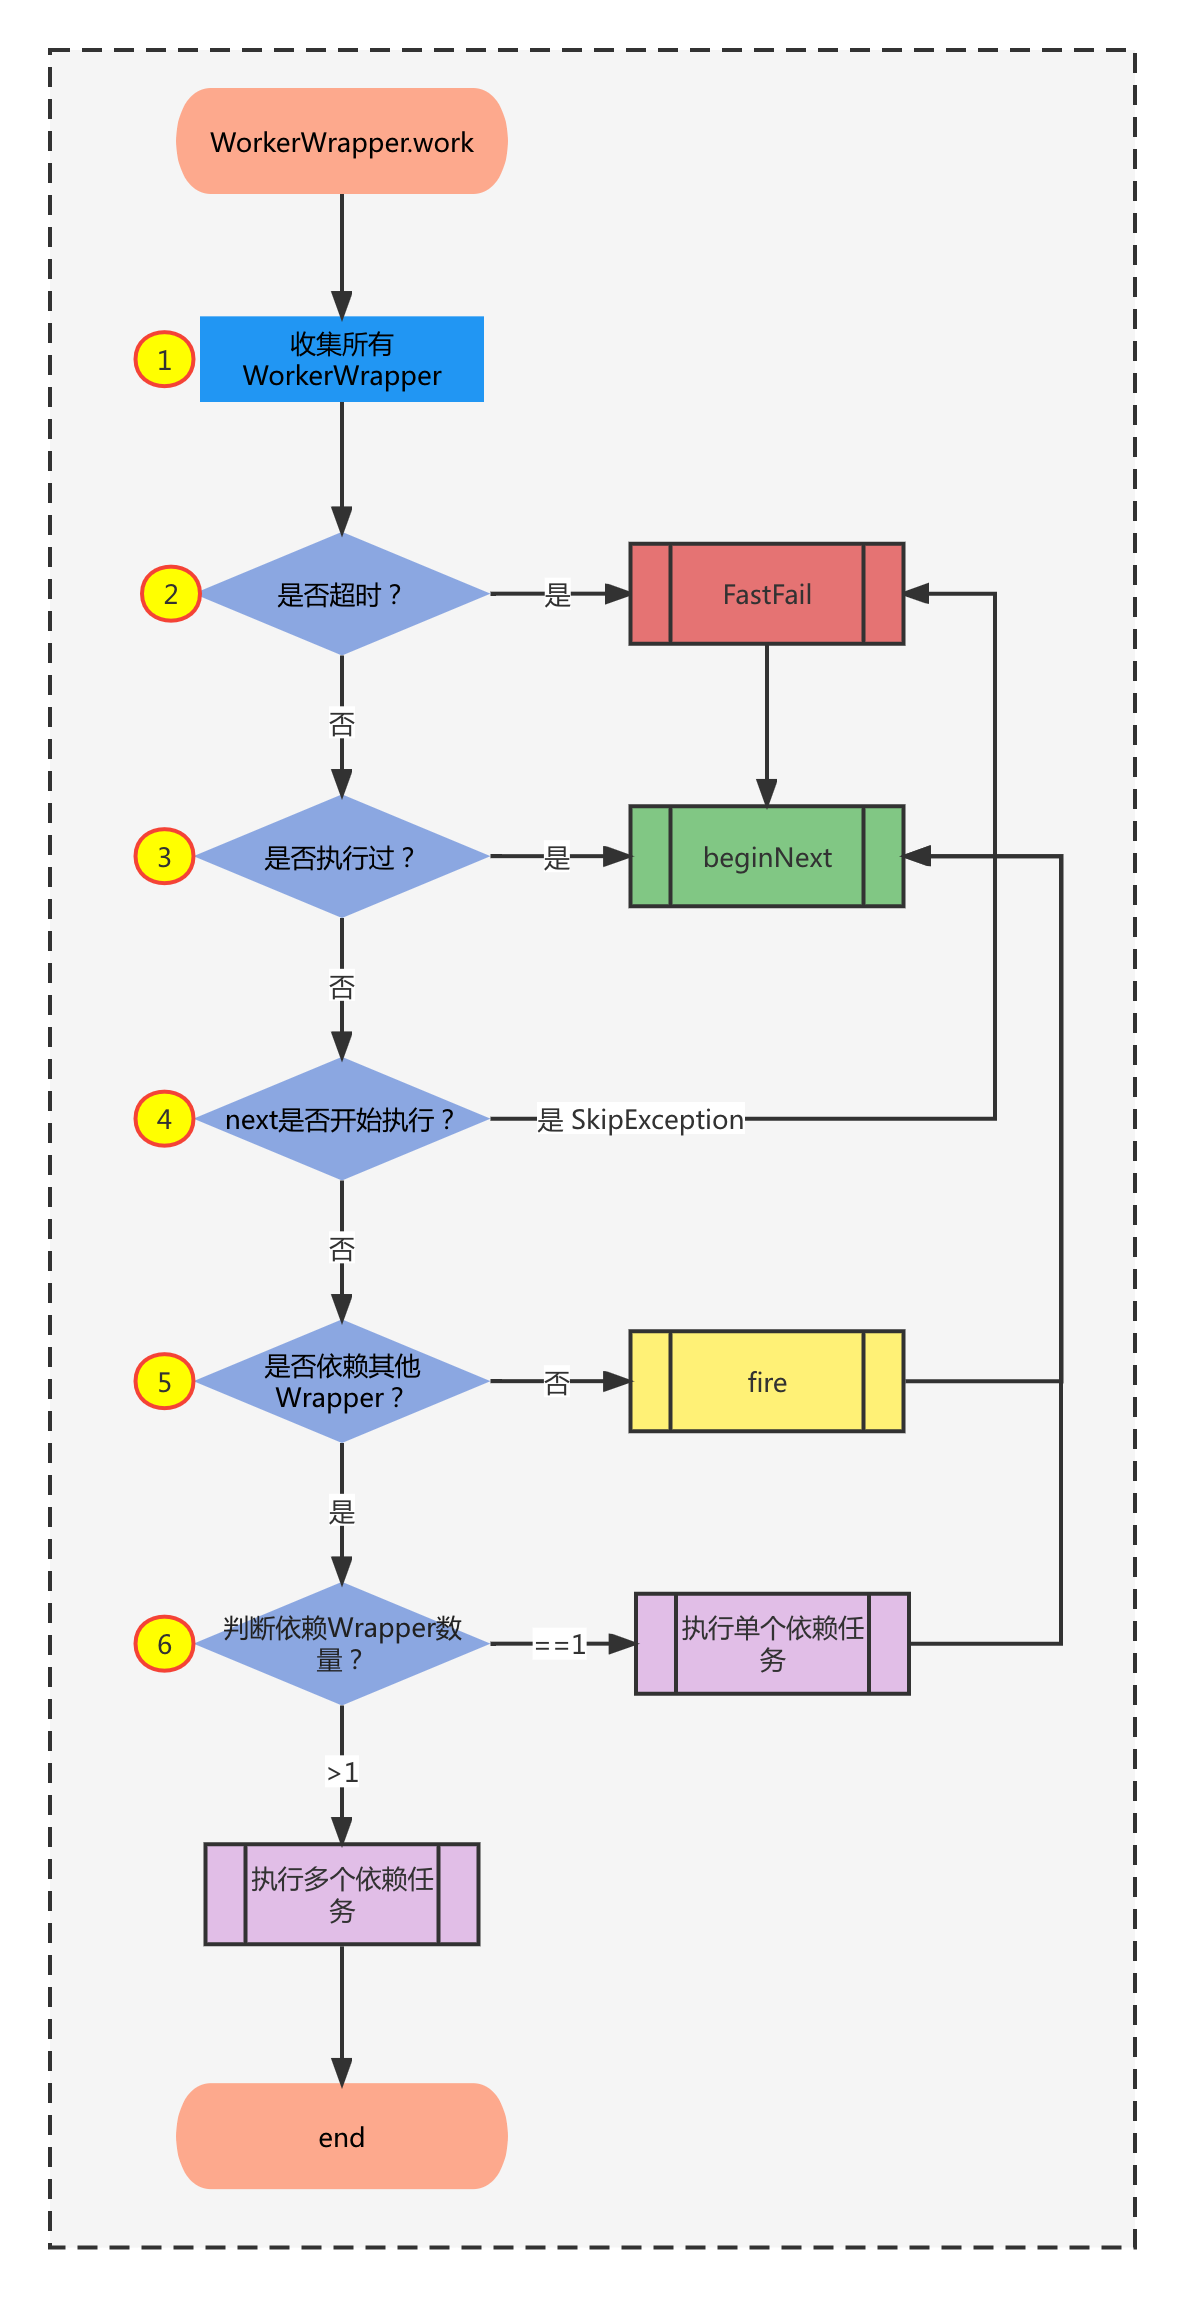 WorkerWrapper.work
1
收集所有
WorkerWrapper
2
是否超时？
是
FastFail
否
3
是否执行过？
是
beginNext
否
4
next是否开始执行？
是 SkipException
否
5
是否依赖其他
Wrapper？
否
fire
是
6
判断依赖Wrapper数
量？
==1
执行单个依赖任
务
>1
执行多个依赖任
务
end